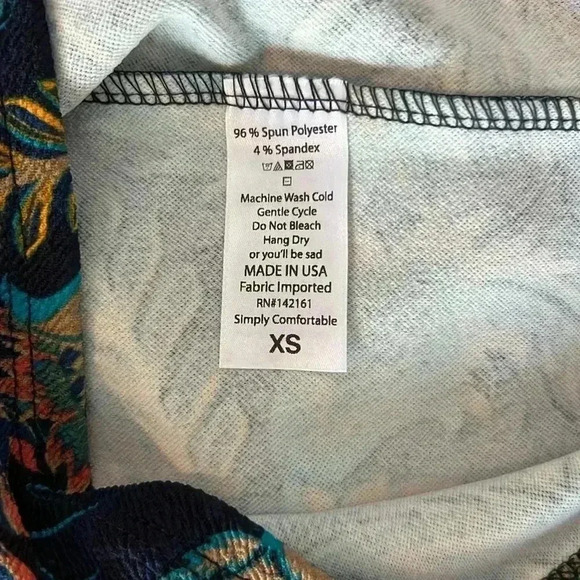 96 % Spun Polyester
4 % Spandex
Machine Wash Cold
Gentle Cycle
Do Not Bleach
Hang Dry
or you'll be sad
MADE IN USA
Fabric Imported
RN#142161
Simply Comfortable
XS